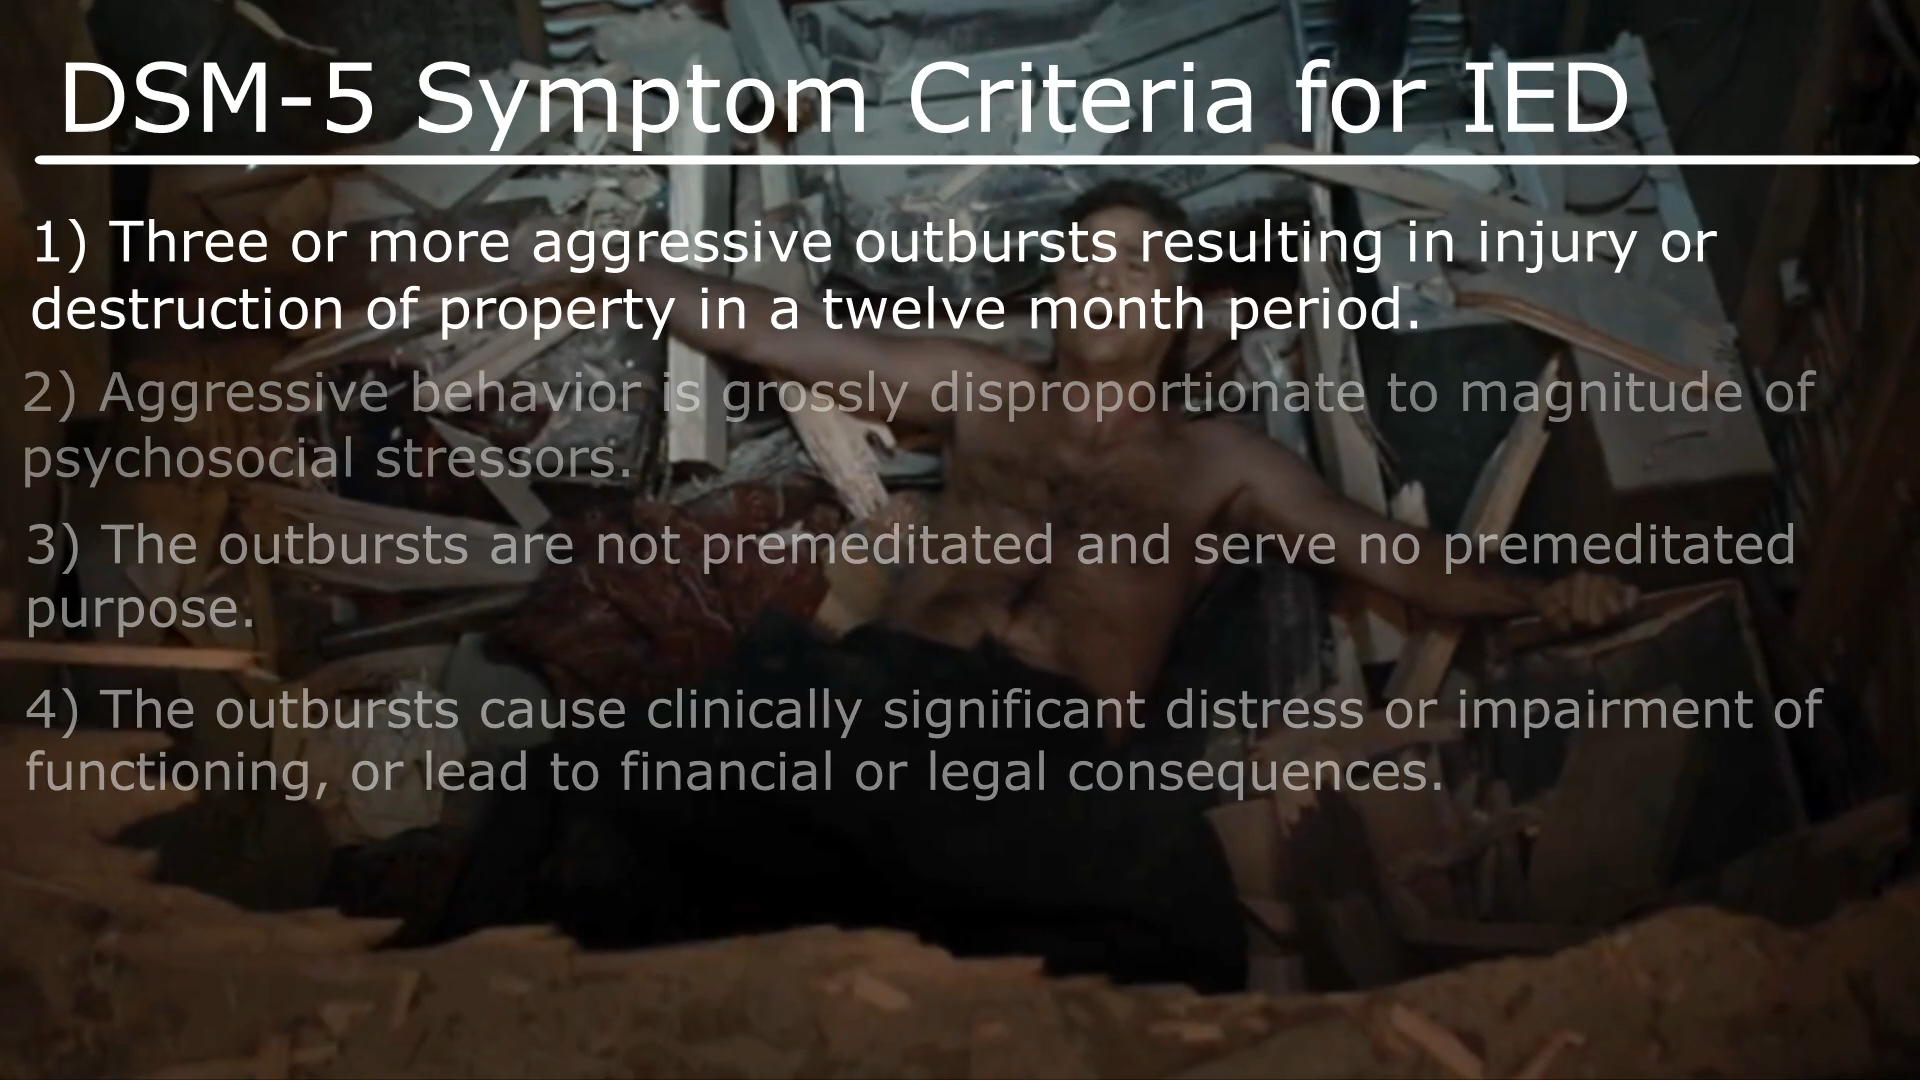 DSM-5 Symptom Criteria for IED
1) Three or more aggressive outbursts resulting in injury or
destruction of property in a twelve month period.
2) Aggressive behavior is grossly disproportionate to magnitude of
psychosocial stressors.
3) The outbursts are not premeditated and serve no premeditated
purpose.
4) The outbursts cause clinically significant distress or impairment of
functioning, or lead to financial or legal consequences.